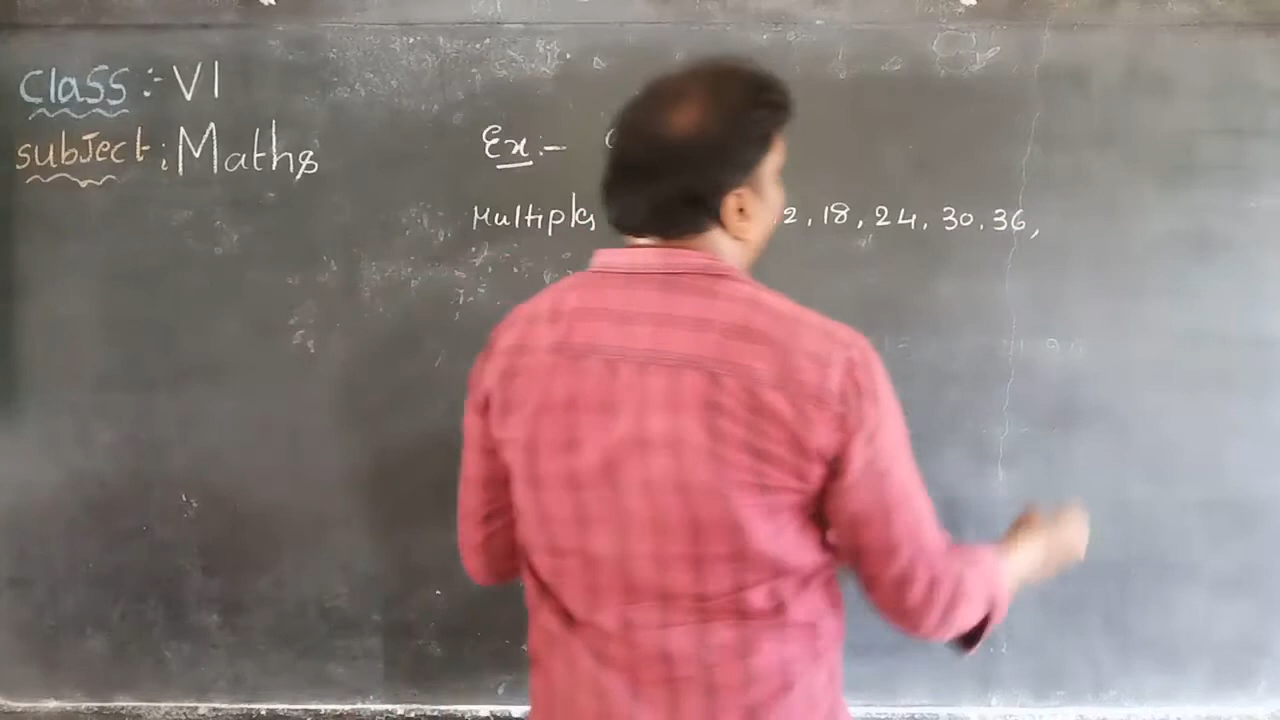 Class :- VI
Subject : Maths
Ex :-
Multiples 2, 18, 24, 30, 36,